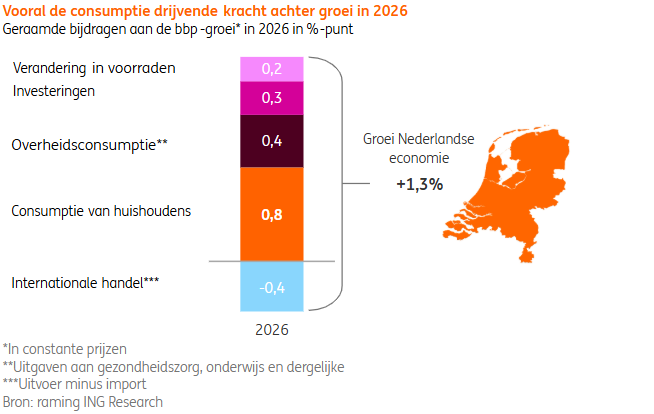 Vooral de consumptie drijvende kracht achter groei in 2026
Geraamde bijdragen aan de bbp -groei* in 2026 in %-punt
Verandering in voorraden
0,2
Investeringen
0,3
Overheidsconsumptie**
0,4
Groei Nederlandse
economie
+1,3%
Consumptie van huishoudens
0,8
Internationale handel***
-0,4
2026
*In constante prijzen
**Uitgaven aan gezondheidszorg, onderwijs en dergelijke
***Uitvoer minus import
Bron: raming ING Research